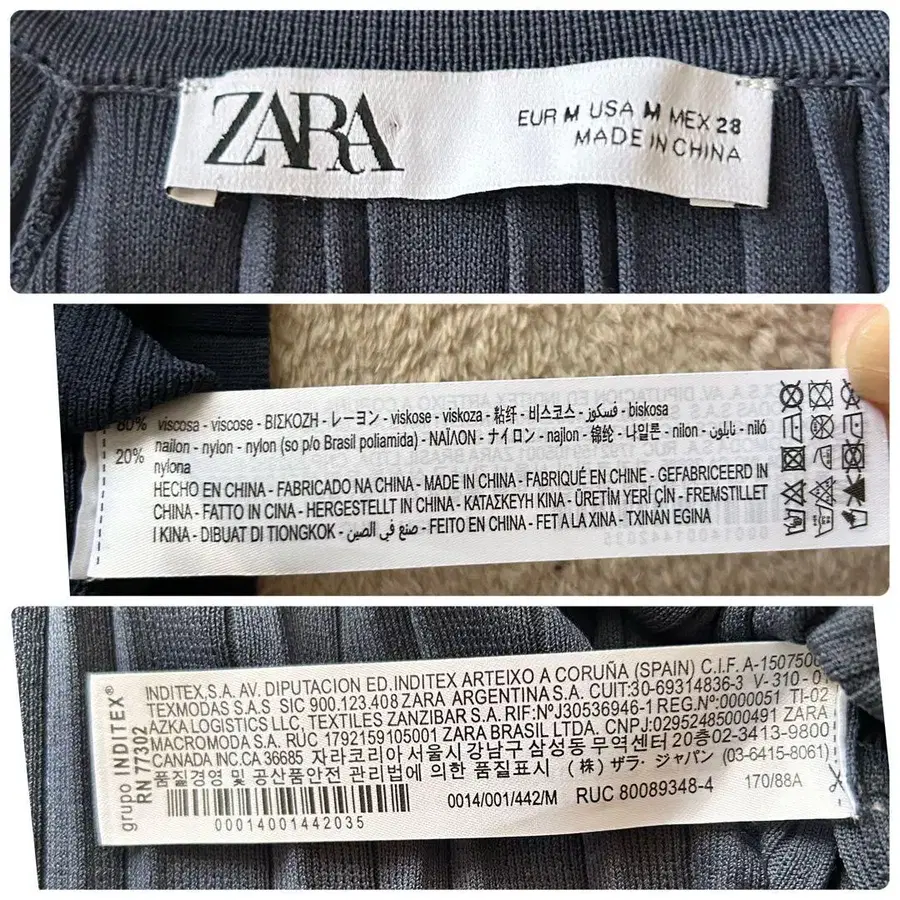 ZARA
EUR M USA M MEX 28
MADE IN CHINA
80% viscosa - viscose - ΒΙΣΚΟΖΗ - レーヨン - viskose - viskoza - 粘纤 - 비스코스 - فسكوز - biskosa
20% nailon - nylon - nylon (so p/o Brasil poliamida) - ΝΑΪΛΟΝ - ナイロン - najlon - 锦纶 - 나일론 - nilon - نايلون - niló
nylona
HECHO EN CHINA - FABRICADO NA CHINA - MADE IN CHINA - FABRIQUÉ EN CHINE - GEFABRICEERD IN
CHINA - FATTO IN CINA - HERGESTELLT IN CHINA - ΚΑΤΑΣΚΕΥΗ ΚΙΝΑ - ÜRETİM YERİ ÇİN - FREMSTILLET
I KINA - DIBUAT DI TIONGKOK - صنع في الصين - FEITO EN CHINA - FET A LA XINA - TXINAN EGINA
grupo INDITEX®
RN 77302
INDITEX,S.A. AV. DIPUTACION ED.INDITEX ARTEIXO A CORUÑA (SPAIN) C.I.F. A-150750
TEXMODAS S.A.S SIC 900.123.408 ZARA ARGENTINA S.A. CUIT:30-69314836-3 V-310-0
AZKA LOGISTICS LLC, TEXTILES ZANZIBAR S.A. RIF:NºJ30536946-1 REG.Nº:0000051 TI-02
MACROMODA S.A. RUC 1792159105001 ZARA BRASIL LTDA. CNPJ:02952485000491 ZARA
CANADA INC.CA 36685 자라코리아 서울시 강남구 삼성동 무역센터 20층 02-3413-9800
품질경영 및 공산품안전 관리법에 의한 품질표시 (株) ザラ・ジャパン (03-6415-8061)
00014001442035
0014/001/442/M
RUC 80089348-4
170/88A